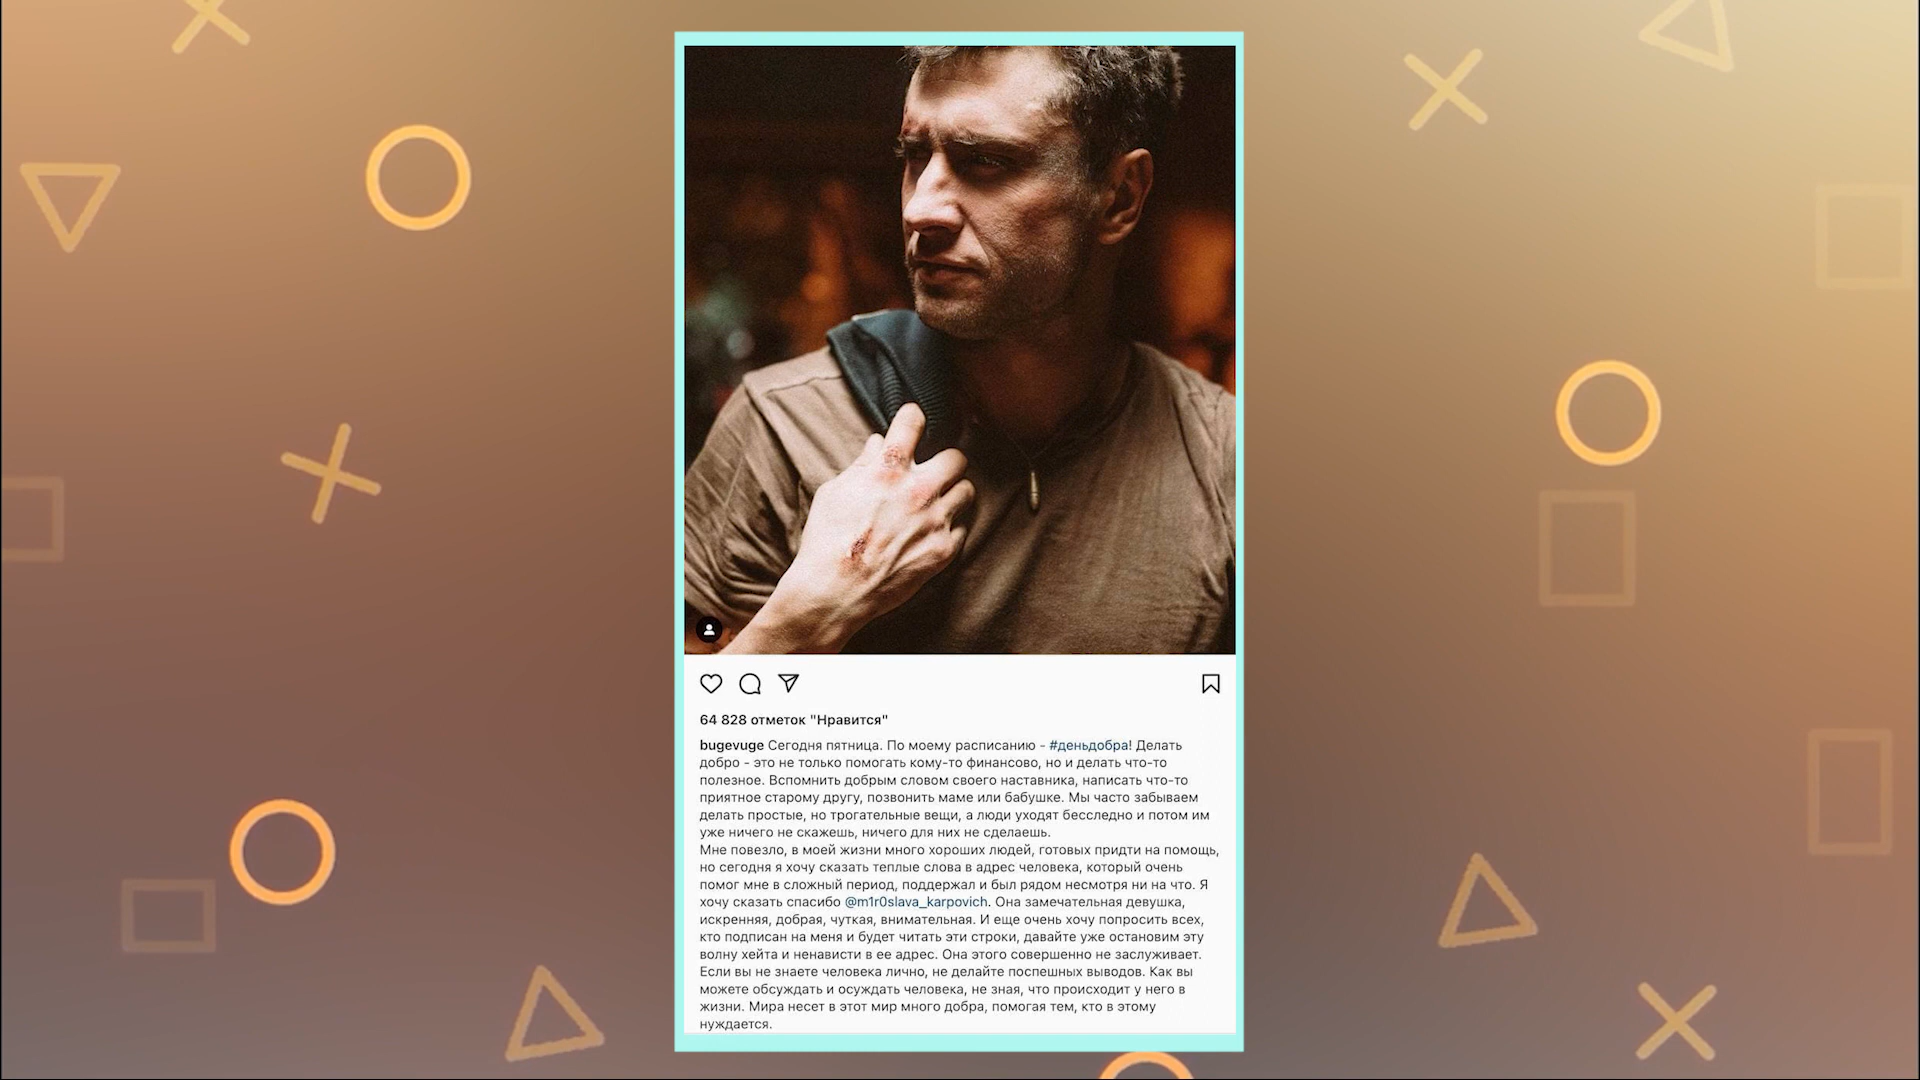 64 828 отметок "Нравится"
bugevuge Сегодня пятница. По моему расписанию - #деньдобра! Делать
добро - это не только помогать кому-то финансово, но и делать что-то
полезное. Вспомнить добрым словом своего наставника, написать что-то
приятное старому другу, позвонить маме или бабушке. Мы часто забываем
делать простые, но трогательные вещи, а люди уходят бесследно и потом им
уже ничего не скажешь, ничего для них не сделаешь.
Мне повезло, в моей жизни много хороших людей, готовых придти на помощь,
но сегодня я хочу сказать теплые слова в адрес человека, который очень
помог мне в сложный период, поддержал и был рядом несмотря ни на что. Я
хочу сказать спасибо @m1r0slava_karpovich. Она замечательная девушка,
искренняя, добрая, чуткая, внимательная. И еще очень хочу попросить всех,
кто подписан на меня и будет читать эти строки, давайте уже остановим эту
волну хейта и ненависти в ее адрес. Она этого совершенно не заслуживает.
Если вы не знаете человека лично, не делайте поспешных выводов. Как вы
можете обсуждать и осуждать человека, не зная, что происходит у него в
жизни. Мира несет в этот мир много добра, помогая тем, кто в этому
нуждается.